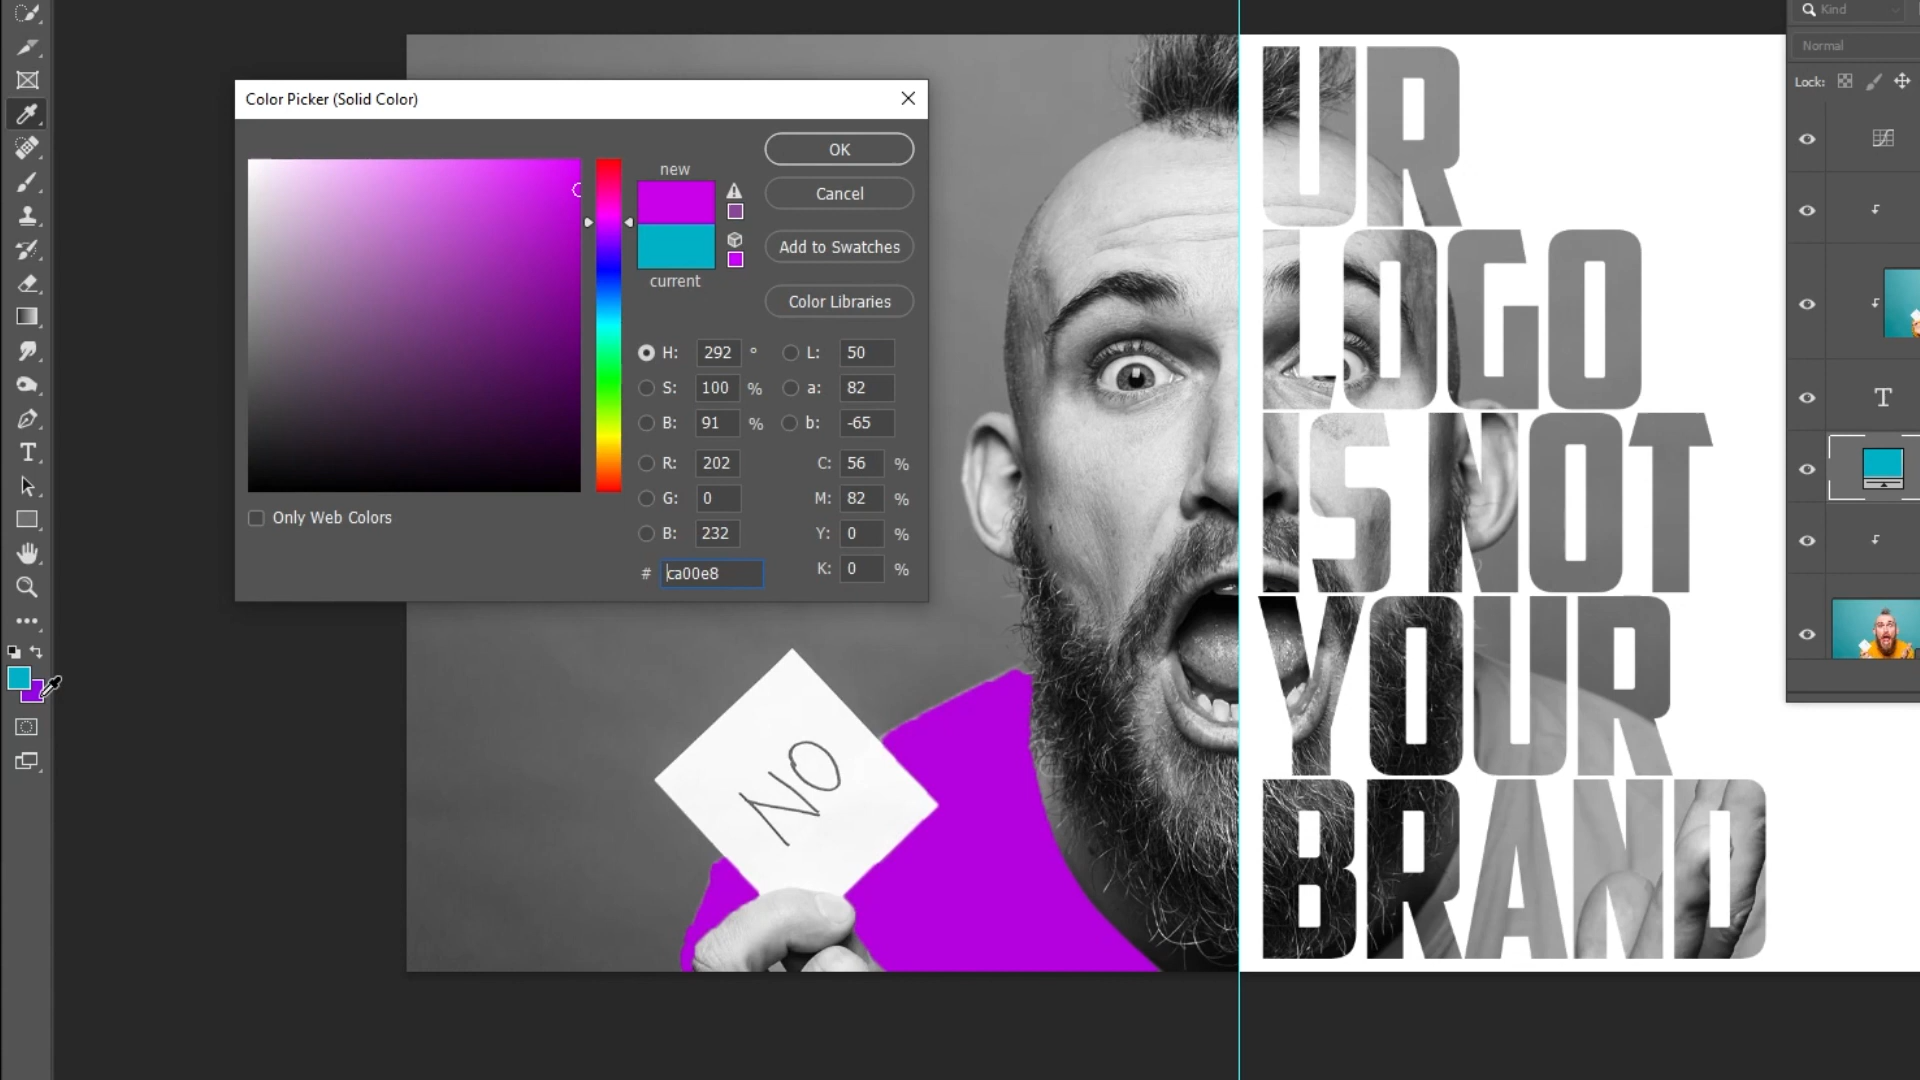 Kind
Normal
Lock:
Color Picker (Solid Color)
new
current
OK
Cancel
Add to Swatches
Color Libraries
H: 292 °
S: 100 %
B: 91 %
R: 202
G: 0
B: 232
# ca00e8
L: 50
a: 82
b: -65
C: 56 %
M: 82 %
Y: 0 %
K: 0 %
Only Web Colors
T
T
NO
UR
LOGO
IS NOT
YOUR
BRAND